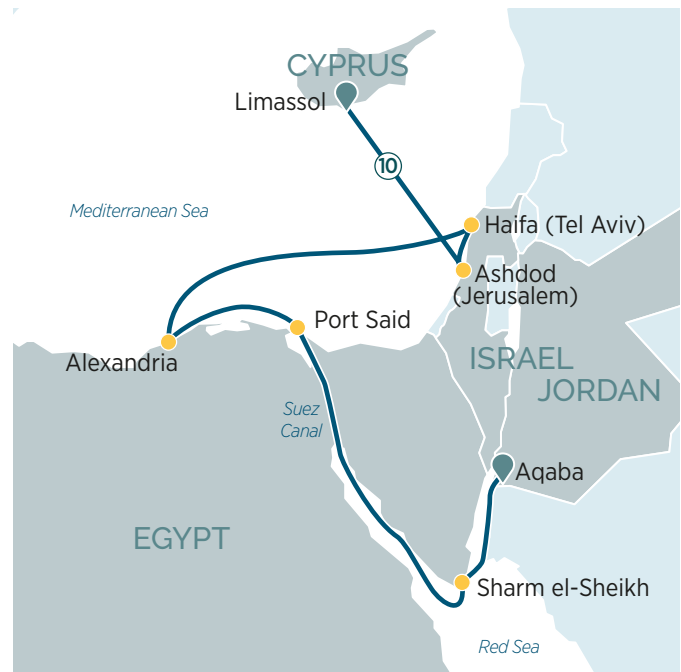 CYPRUS
Limassol
10
Mediterranean Sea
Haifa (Tel Aviv)
Ashdod
(Jerusalem)
Port Said
Alexandria
ISRAEL
JORDAN
Suez
Canal
Aqaba
EGYPT
Sharm el-Sheikh
Red Sea